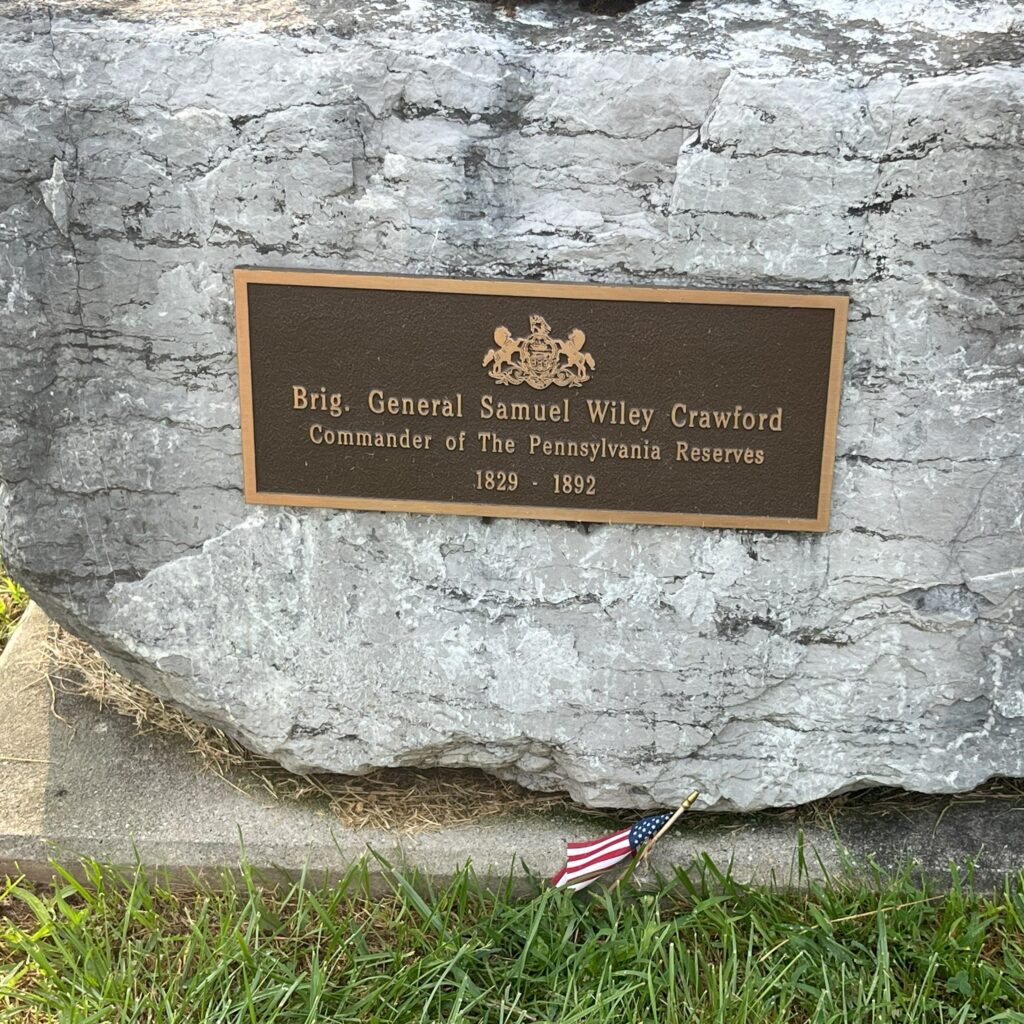 Brig. General Samuel Wiley Crawford
Commander of The Pennsylvania Reserves
1829 - 1892